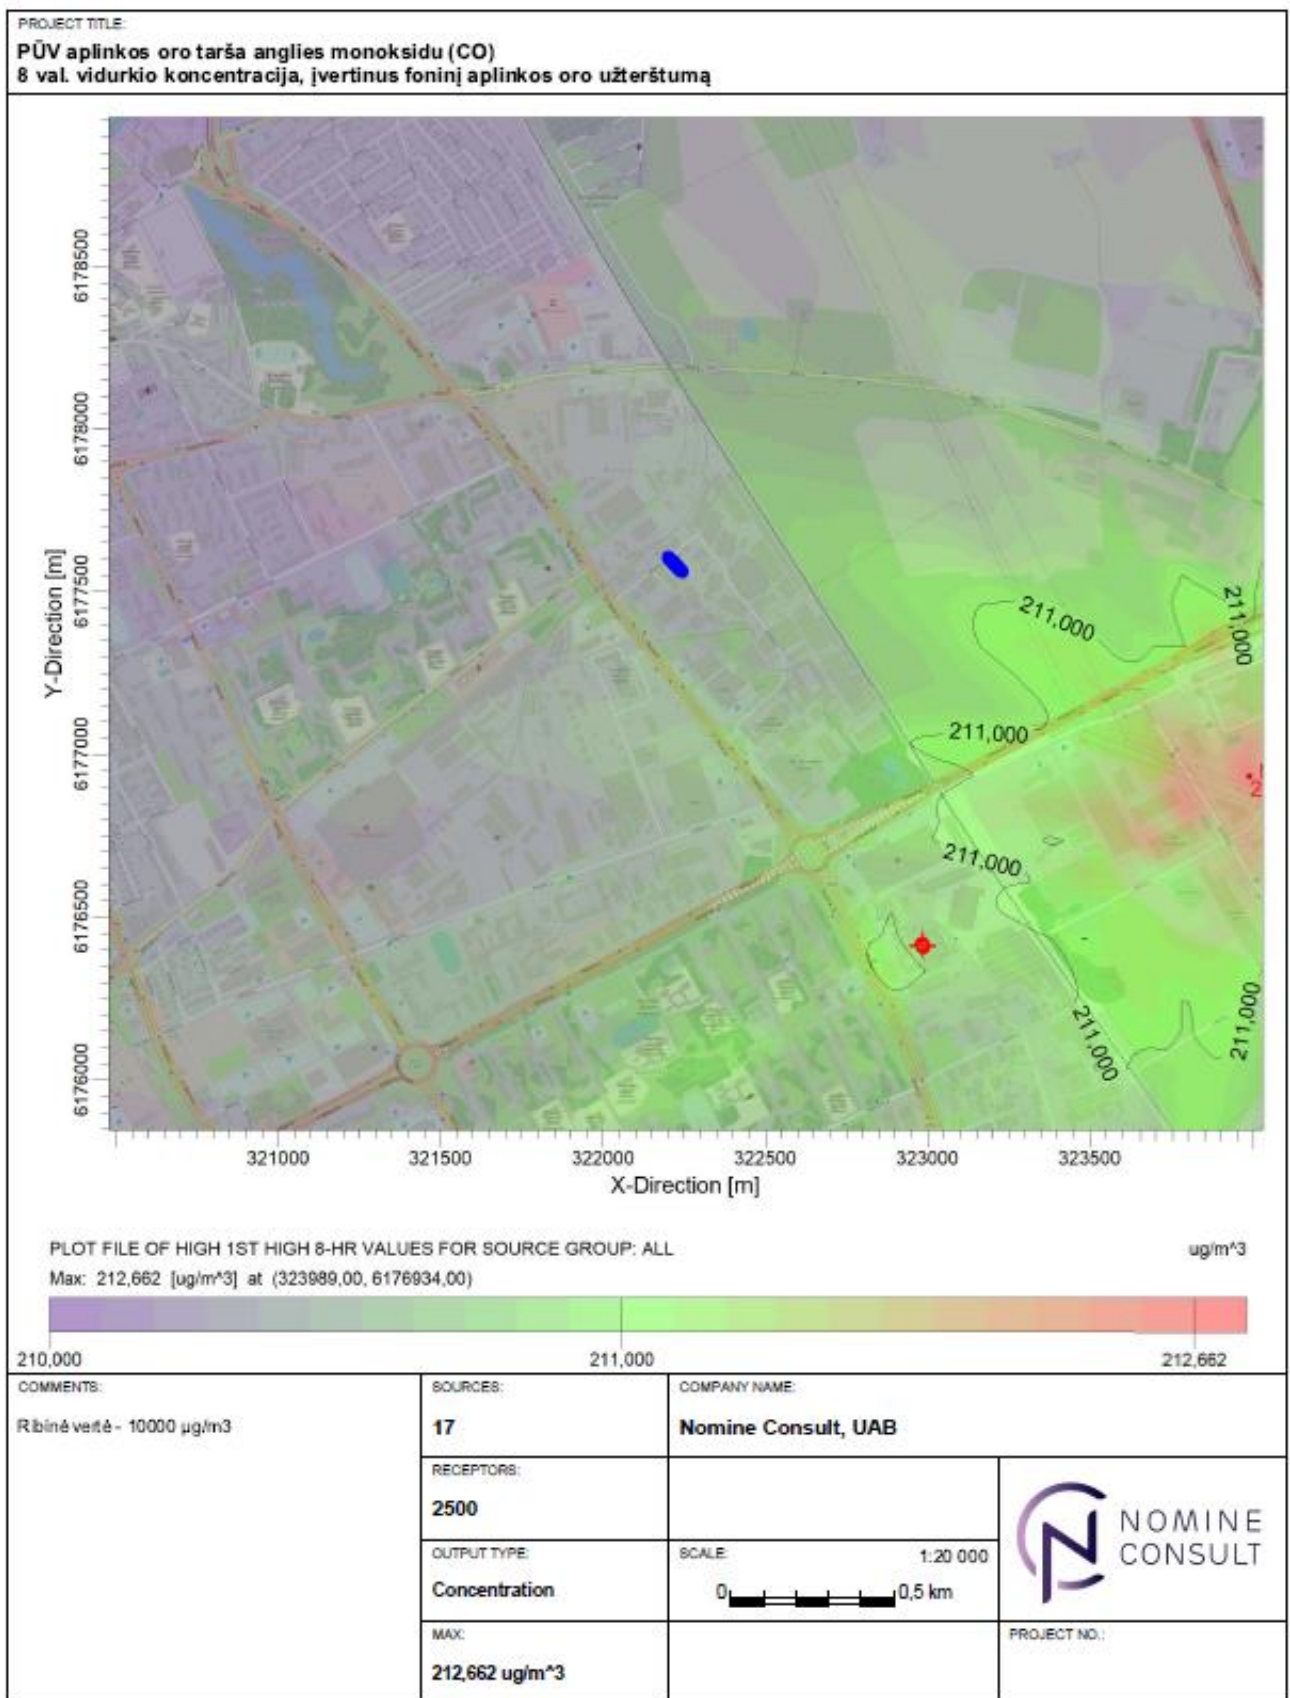 PROJECT TITLE:
PŪV aplinkos oro tarša anglies monoksidu (CO)
8 val. vidurkio koncentracija, įvertinus foninį aplinkos oro užterštumą
Y-Direction [m]
6178500
6178000
6177500
6177000
6176500
6176000
211,000
211,000
211,000
211,000
211,000
211,000
321000
321500
322000
322500
323000
323500
X-Direction [m]
PLOT FILE OF HIGH 1ST HIGH 8-HR VALUES FOR SOURCE GROUP: ALL
ug/m^3
Max: 212,662 [ug/m^3] at (323989,00, 6176934,00)
210,000
211,000
212,662
COMMENTS:
Ribinė vertė - 10000 µg/m3
SOURCES:
17
COMPANY NAME:
Nomine Consult, UAB
RECEPTORS:
2500
OUTPUT TYPE:
Concentration
SCALE:
1:20 000
0
0,5 km
NOMINE
CONSULT
MAX:
212,662 ug/m^3
PROJECT NO.: